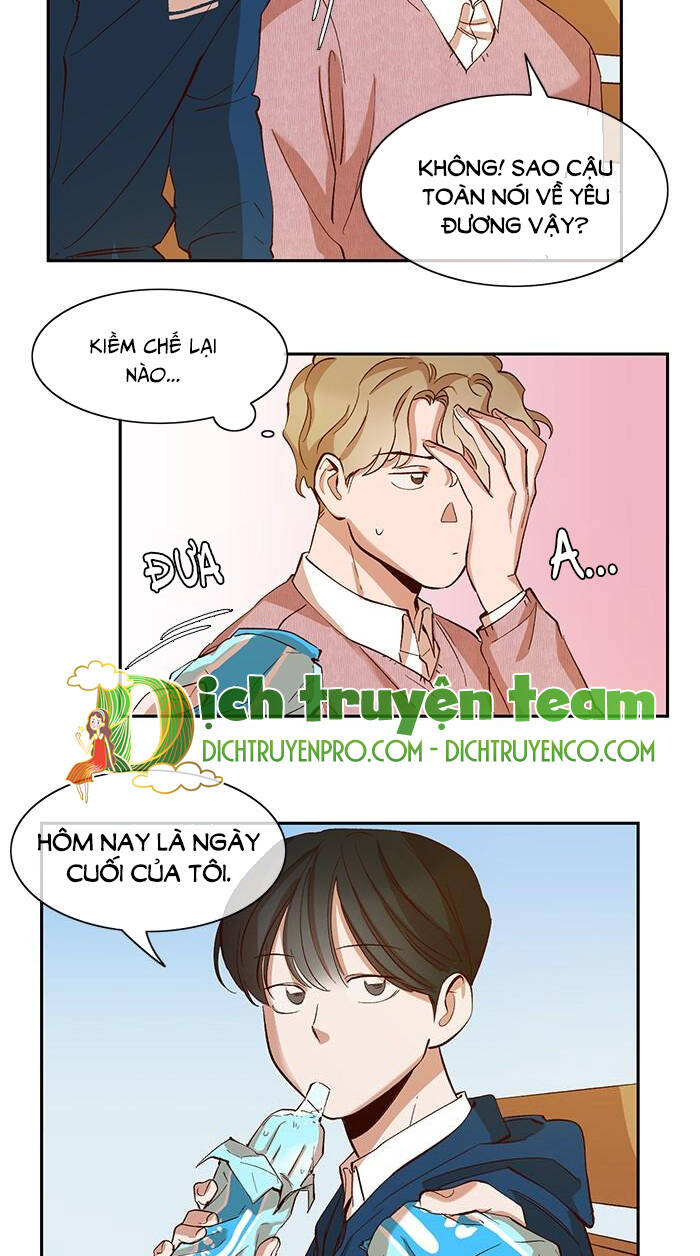 KHÔNG! SAO CẬU
TOÀN NÓI VỀ YÊU
ĐƯƠNG VẬY?
KIỀM CHẾ LẠI
NÀO...
ĐƯA
A...
Dịch truyện team
DICHTRUYENPRO.COM - DICHTRUYENCO.COM
HÔM NAY LÀ NGÀY
CUỐI CỦA TÔI.